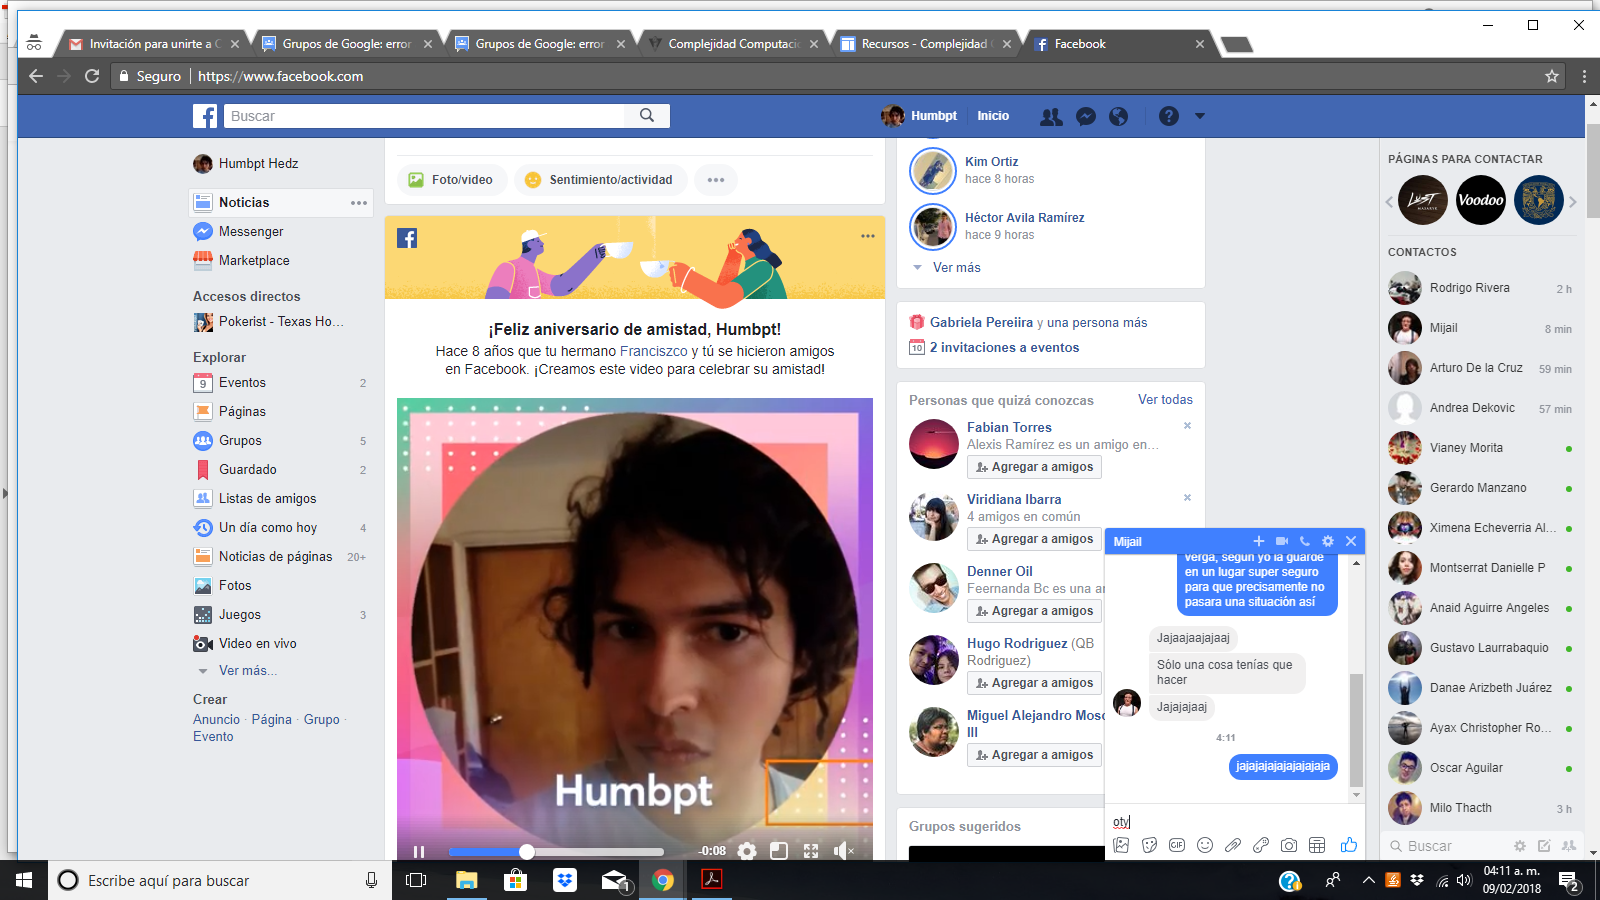 Invitación para unirte a C
Grupos de Google: error
Grupos de Google: error
Complejidad Computacio
Recursos - Complejidad C
Facebook
Seguro
https://www.facebook.com
Buscar
Humbpt
Inicio
Humbpt Hedz
Noticias
Messenger
Marketplace
Accesos directos
Pokerist - Texas Ho...
Explorar
Eventos 2
Páginas
Grupos 5
Guardado 2
Listas de amigos
Un día como hoy 4
Noticias de páginas 20+
Fotos
Juegos 3
Video en vivo
Ver más...
Crear
Anuncio · Página · Grupo ·
Evento
Foto/video
Sentimiento/actividad
¡Feliz aniversario de amistad, Humbpt!
Hace 8 años que tu hermano Franciszco y tú se hicieron amigos
en Facebook. ¡Creamos este video para celebrar su amistad!
Humbpt
-0:08
Kim Ortiz
hace 8 horas
Héctor Avila Ramírez
hace 9 horas
Ver más
Gabriela Pereiira y una persona más
10
2 invitaciones a eventos
Personas que quizá conozcas
Ver todas
Fabian Torres
Alexis Ramírez es un amigo en...
Agregar a amigos
Viridiana Ibarra
4 amigos en común
Agregar a amigos
Denner Oil
Feernanda Bc es una ar
Agregar a amigos
Hugo Rodriguez (QB
Rodriguez)
Agregar a amigos
Miguel Alejandro Mosc
III
Agregar a amigos
Grupos sugeridos
Mijail
verga, según yo la guarde
en un lugar super seguro
para que precisamente no
pasara una situación así
Jajaajaajajaaj
Sólo una cosa tenías que
hacer
Jajajajaaj
4:11
jajajajajajajajajaja
oty
GIF
PÁGINAS PARA CONTACTAR
LUST
Voodoo
CONTACTOS
Rodrigo Rivera 2 h
Mijail 8 min
Arturo De la Cruz 59 min
Andrea Dekovic 57 min
Vianey Morita
Gerardo Manzano
Ximena Echeverria Al...
Montserrat Danielle P
Anaid Aguirre Angeles
Gustavo Laurrabaquio
Danae Arizbeth Juárez
Ayax Christopher Ro...
Oscar Aguilar
Milo Thacth 3 h
Buscar
Escribe aquí para buscar
1
04:11 a. m.
09/02/2018
2